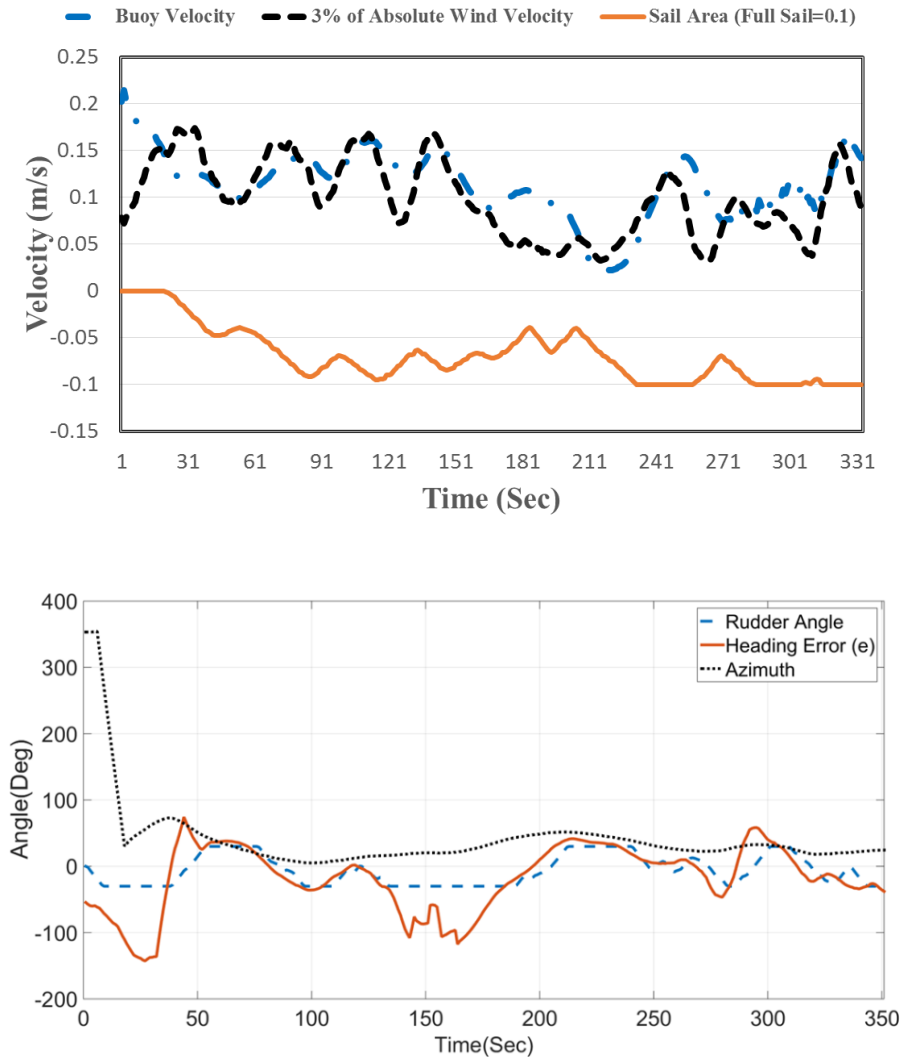 Buoy Velocity 3% of Absolute Wind Velocity Sail Area (Full Sail=0.1)
Velocity (m/s)
0.25
0.2
0.15
0.1
0.05
0
-0.05
-0.1
-0.15
1 31 61 91 121 151 181 211 241 271 301 331
Time (Sec)
Angle(Deg)
400
300
200
100
0
-100
-200
Rudder Angle
Heading Error (e)
Azimuth
0 50 100 150 200 250 300 350
Time(Sec)